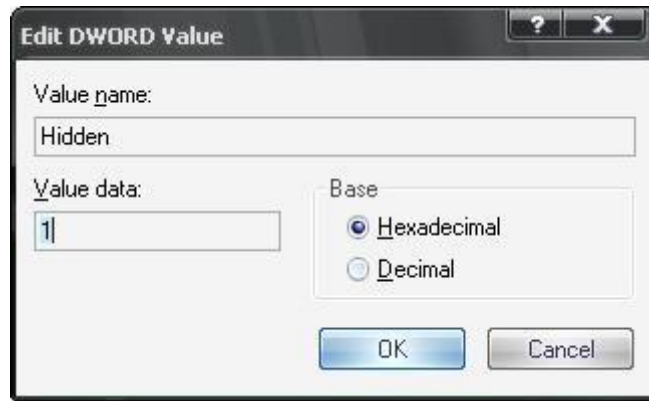 Edit DWORD Value
Value name:
Hidden
Value data:
1
Base
Hexadecimal
Decimal
OK
Cancel